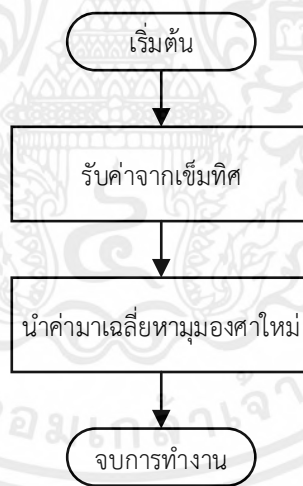 เริ่มต้น
รับค่าจากเข็มทิศ
นำค่ามาเฉลี่ยหามุมองศาใหม่
จบการทำงาน